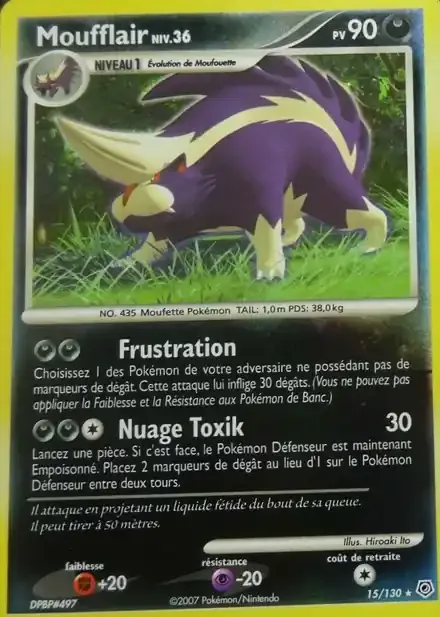 Moufflair NIV.36 PV 90
NIVEAU 1 Évolution de Moufouette
NO. 435 Moufette Pokémon TAIL: 1,0m PDS: 38,0kg
Frustration
Choisissez 1 des Pokémon de votre adversaire ne possédant pas de
marqueurs de dégât. Cette attaque lui inflige 30 dégâts. (Vous ne pouvez pas
appliquer la Faiblesse et la Résistance aux Pokémon de Banc.)
Nuage Toxik 30
Lancez une pièce. Si c'est face, le Pokémon Défenseur est maintenant
Empoisonné. Placez 2 marqueurs de dégât au lieu d'1 sur le Pokémon
Défenseur entre deux tours.
Il attaque en projetant un liquide fétide du bout de sa queue.
Il peut tirer à 50 mètres.
Illus. Hiroaki Ito
faiblesse résistance coût de retraite
+20 -20
DPBP#497 ©2007 Pokémon/Nintendo 15/130 ★